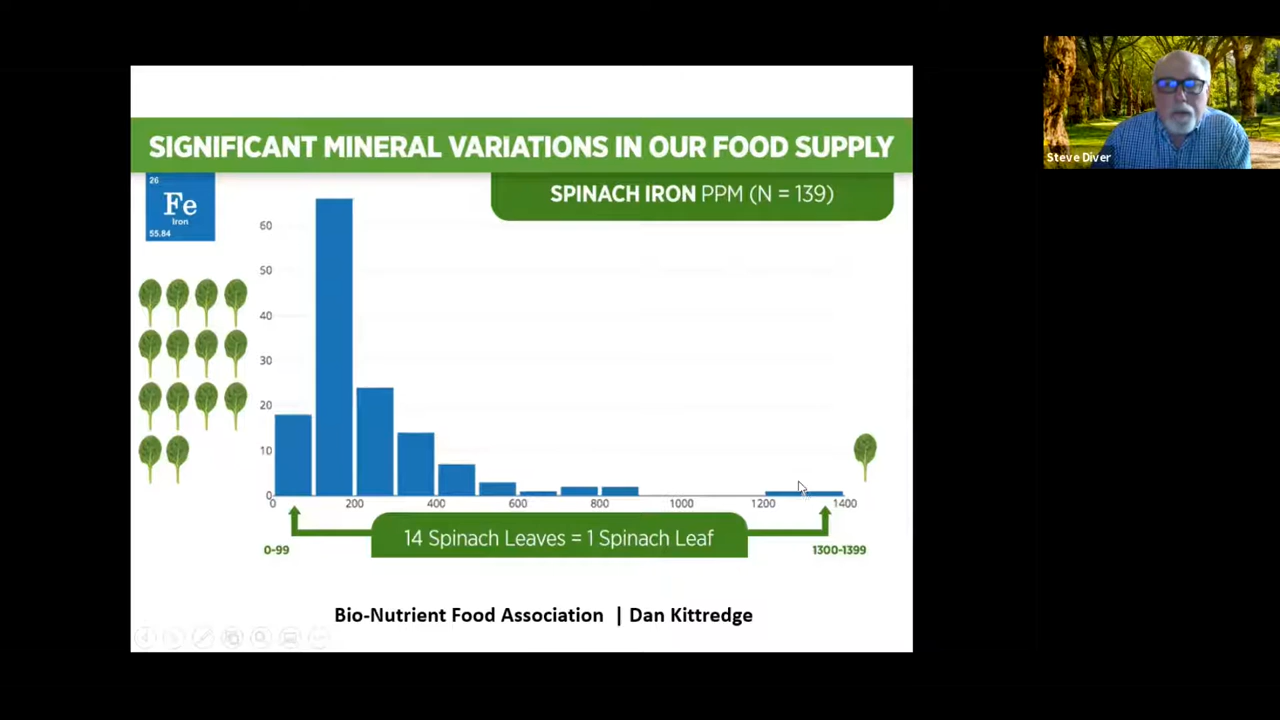 SIGNIFICANT MINERAL VARIATIONS IN OUR FOOD SUPPLY
SPINACH IRON PPM (N = 139)
26
Fe
Iron
55.84
60
50
40
30
20
10
0
0 200 400 600 800 1000 1200 1400
14 Spinach Leaves = 1 Spinach Leaf
0-99
1300-1399
Bio-Nutrient Food Association | Dan Kittredge
Steve Diver